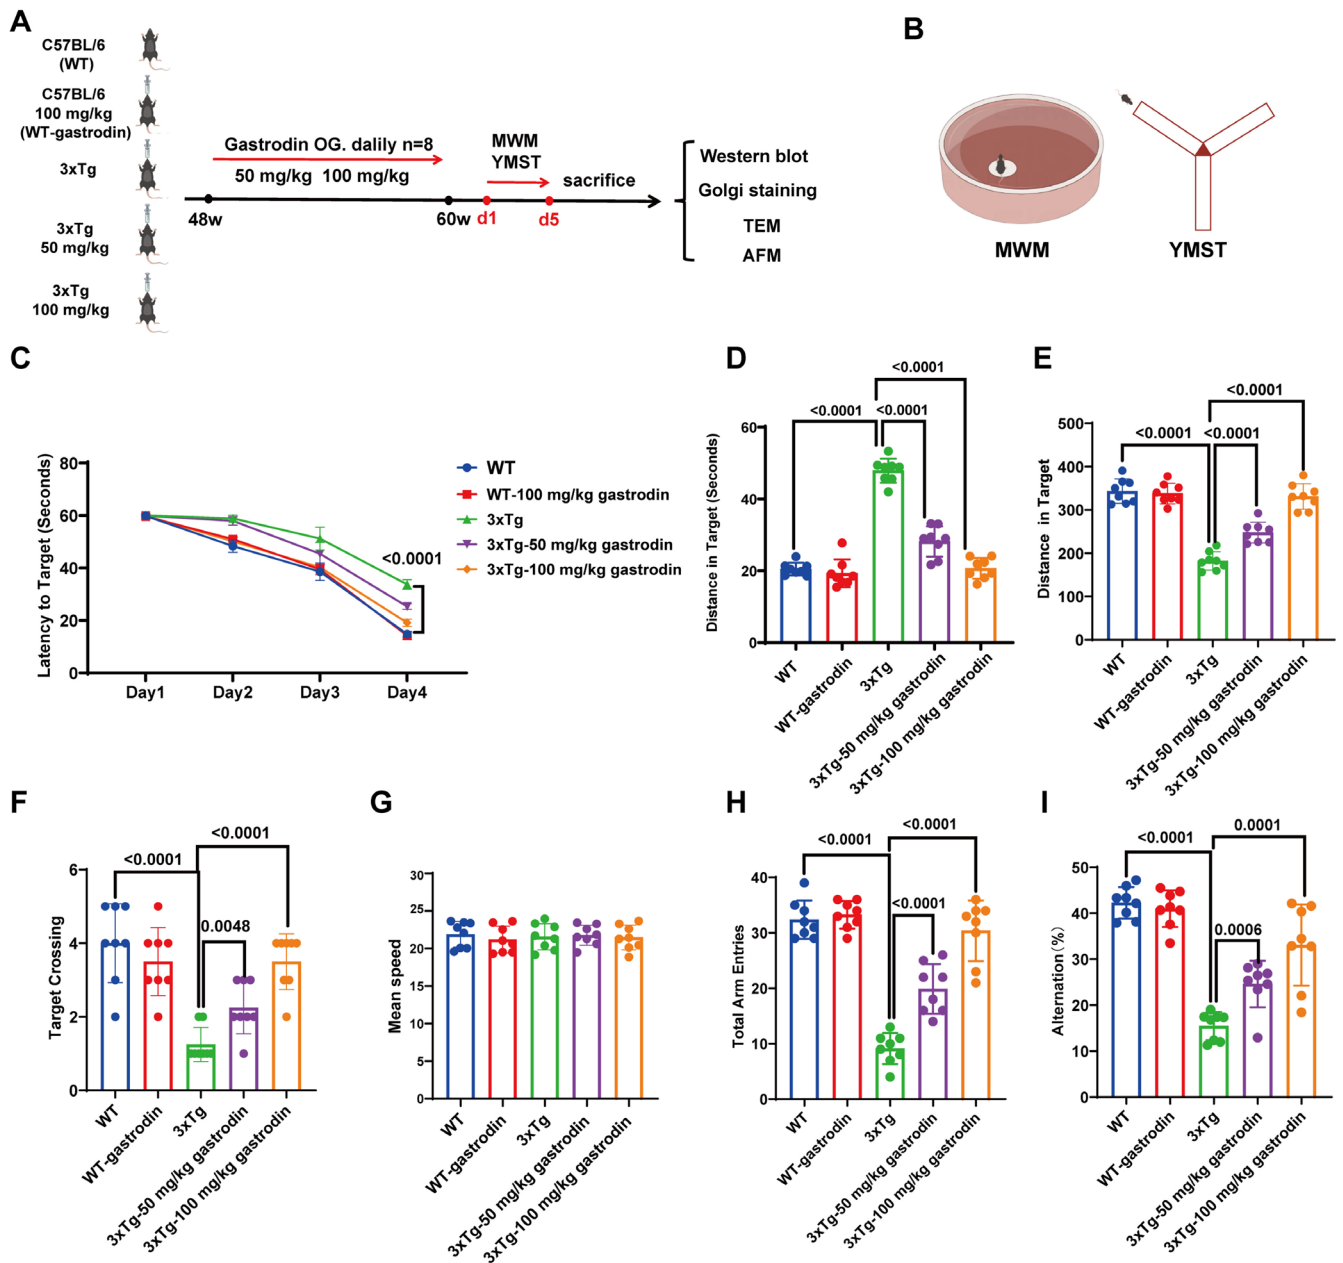 A
C57BL/6
(WT)
C57BL/6
100 mg/kg
(WT-gastrodin)
3xTg
3xTg
50 mg/kg
3xTg
100 mg/kg
Gastrodin OG. dalily n=8
50 mg/kg 100 mg/kg
MWM
YMST
sacrifice
48w
60w
d1
d5
Western blot
Golgi staining
TEM
AFM
B
MWM
YMST
C
Latency to Target (Seconds)
80
60
40
20
0
Day1
Day2
Day3
Day4
<0.0001
WT
WT-100 mg/kg gastrodin
3xTg
3xTg-50 mg/kg gastrodin
3xTg-100 mg/kg gastrodin
D
Distance in Target (Seconds)
60
40
20
0
<0.0001
<0.0001
<0.0001
WT
WT-gastrodin
3xTg
3xTg-50 mg/kg gastrodin
3xTg-100 mg/kg gastrodin
E
Distance in Target
500
400
300
200
100
0
<0.0001
<0.0001
<0.0001
WT
WT-gastrodin
3xTg
3xTg-50 mg/kg gastrodin
3xTg-100 mg/kg gastrodin
F
Target Crossing
6
4
2
0
<0.0001
<0.0001
0.0048
WT
WT-gastrodin
3xTg
3xTg-50 mg/kg gastrodin
3xTg-100 mg/kg gastrodin
G
Mean speed
30
25
20
15
10
5
0
WT
WT-gastrodin
3xTg
3xTg-50 mg/kg gastrodin
3xTg-100 mg/kg gastrodin
H
Total Arm Entries
40
30
20
10
0
<0.0001
<0.0001
<0.0001
WT
WT-gastrodin
3xTg
3xTg-50 mg/kg gastrodin
3xTg-100 mg/kg gastrodin
I
Alternation(%)
50
40
30
20
10
0
<0.0001
0.0001
0.0006
WT
WT-gastrodin
3xTg
3xTg-50 mg/kg gastrodin
3xTg-100 mg/kg gastrodin